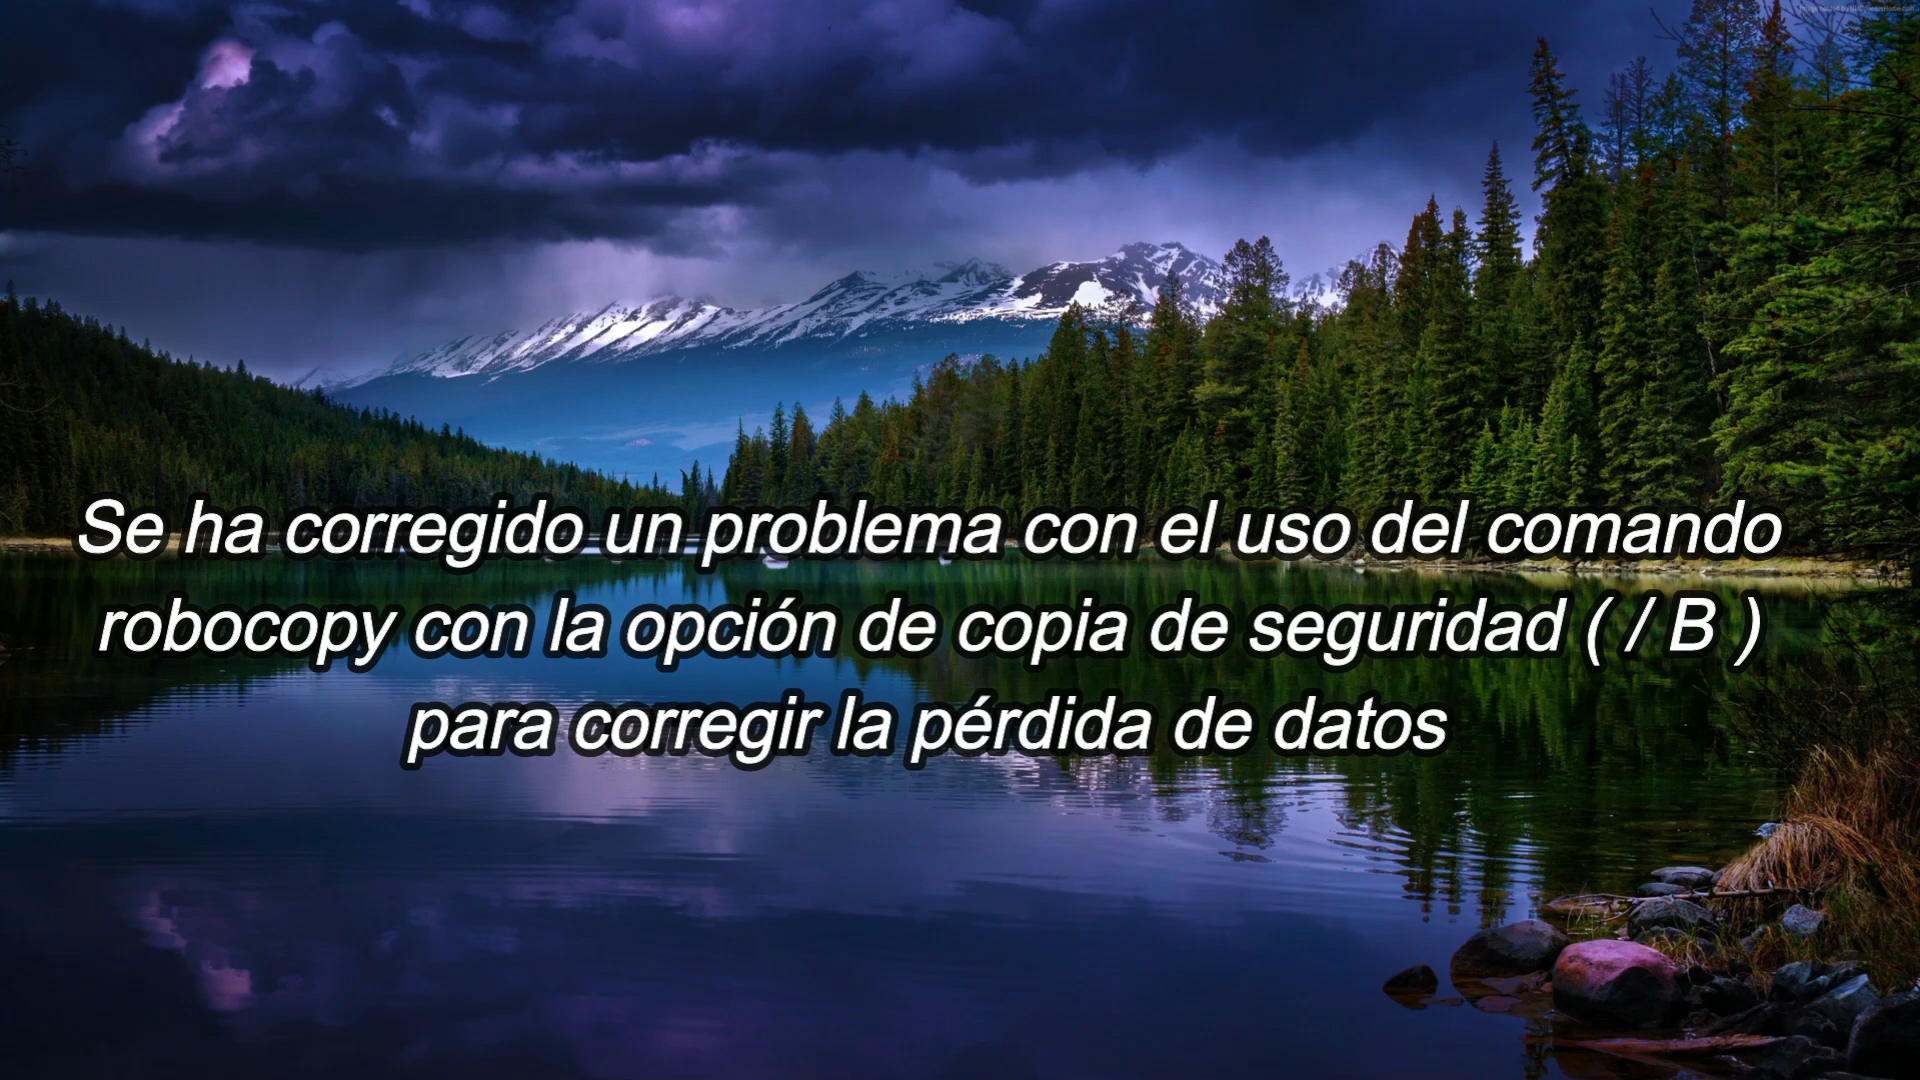 Se ha corregido un problema con el uso del comando
robocopy con la opción de copia de seguridad ( / B )
para corregir la pérdida de datos